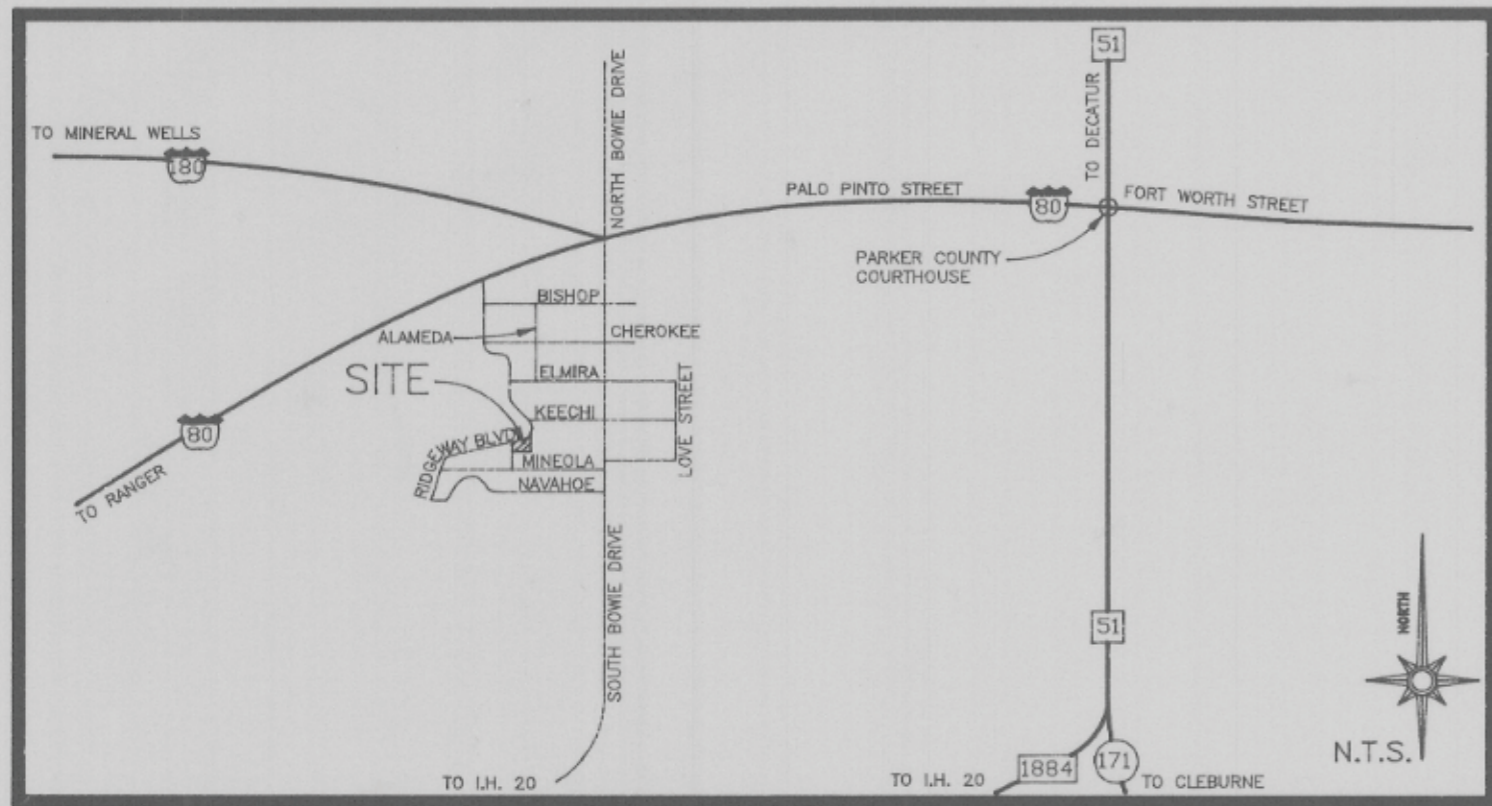 51
TO DECATUR
NORTH BOWIE DRIVE
TO MINERAL WELLS
180
PALO PINTO STREET
80
FORT WORTH STREET
PARKER COUNTY
COURTHOUSE
BISHOP
ALAMEDA
CHEROKEE
SITE
ELMIRA
LOVE STREET
KEECHI
80
RIDGEWAY BLVD
MINEOLA
NAVAHOE
TO RANGER
SOUTH BOWIE DRIVE
51
NORTH
N.T.S.
TO I.H. 20
TO I.H. 20
1884
171
TO CLEBURNE